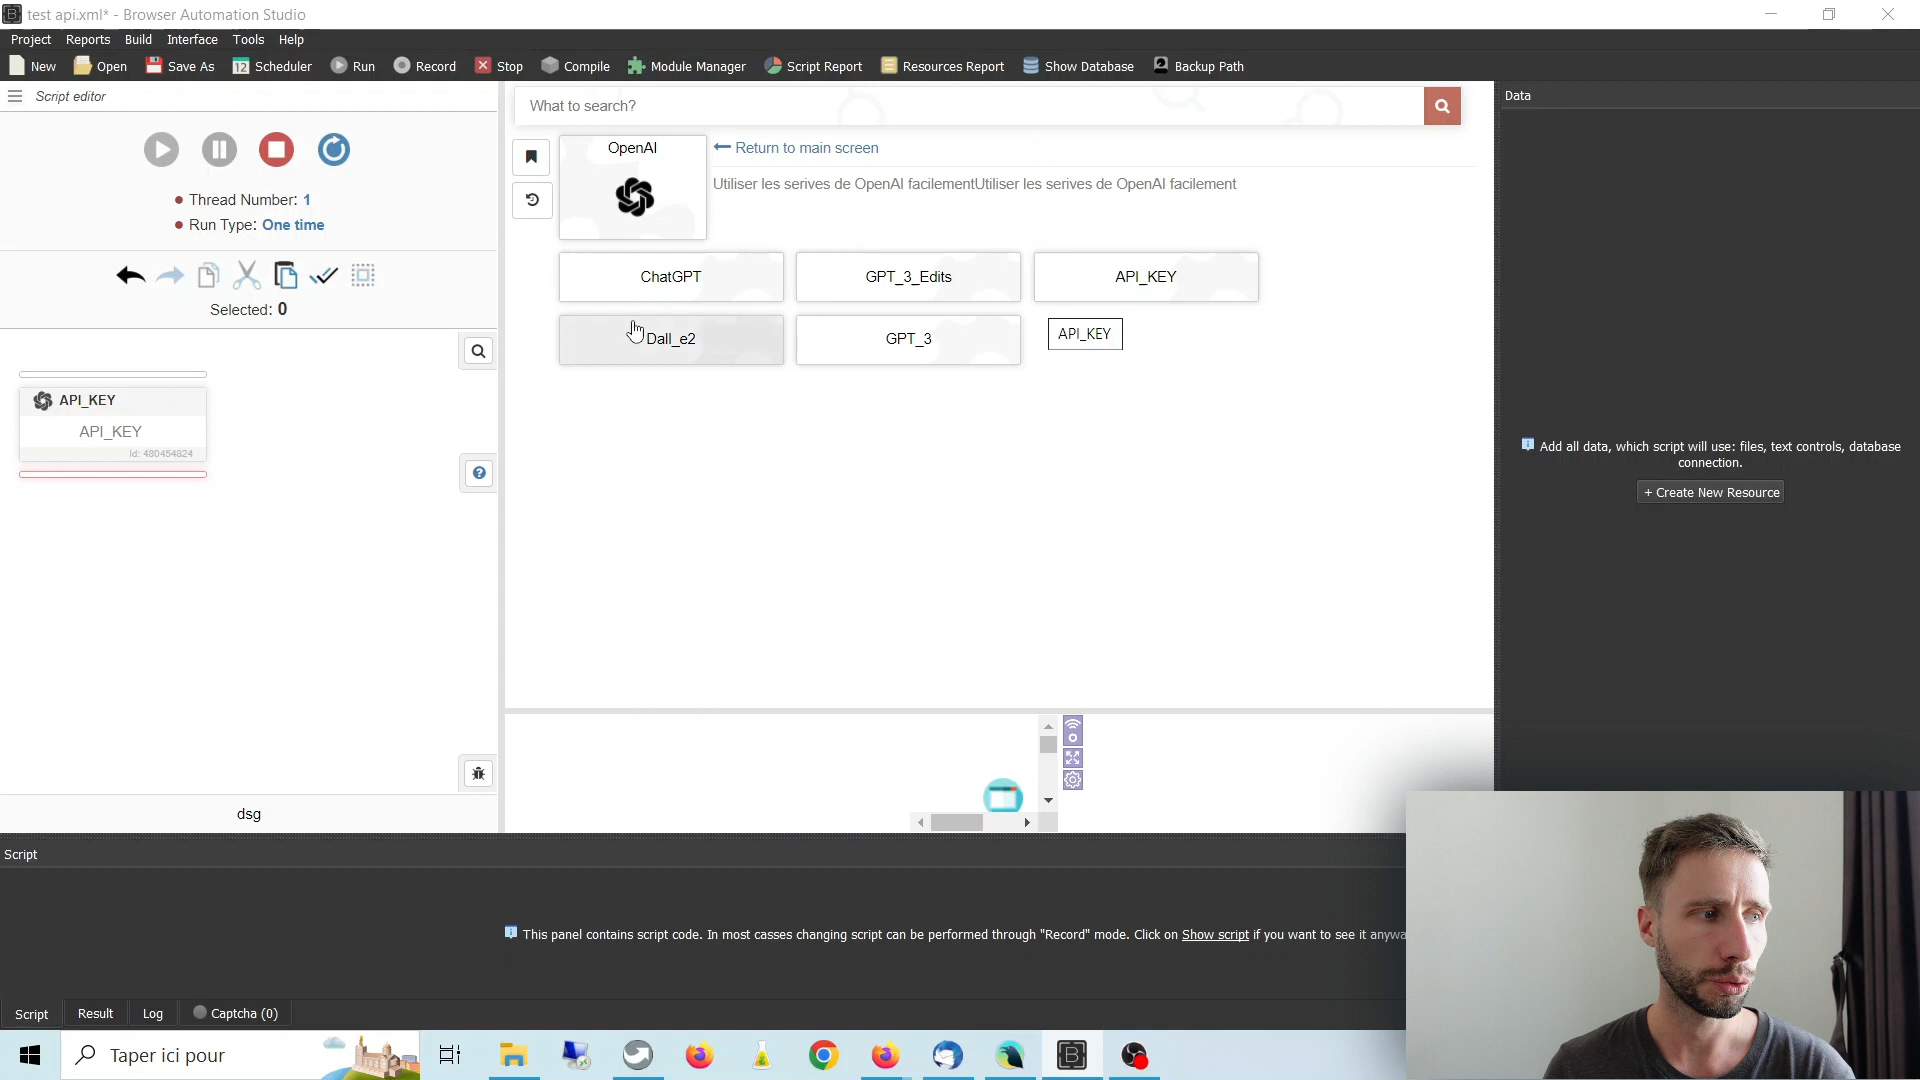 test api.xml* - Browser Automation Studio
Project Reports Build Interface Tools Help
New Open Save As Scheduler Run Record Stop Compile Module Manager Script Report Resources Report Show Database Backup Path
Script editor
Thread Number: 1
Run Type: One time
Selected: 0
API_KEY
API_KEY
Id: 480454824
dsg
What to search?
OpenAI
Return to main screen
Utiliser les serives de OpenAI facilementUtiliser les serives de OpenAI facilement
ChatGPT GPT_3_Edits API_KEY
Dall_e2 GPT_3 API_KEY
Data
Add all data, which script will use: files, text controls, database
connection.
+ Create New Resource
Script
This panel contains script code. In most casses changing script can be performed through "Record" mode. Click on Show script if you want to see it anywa
Script Result Log Captcha (0)
Taper ici pour